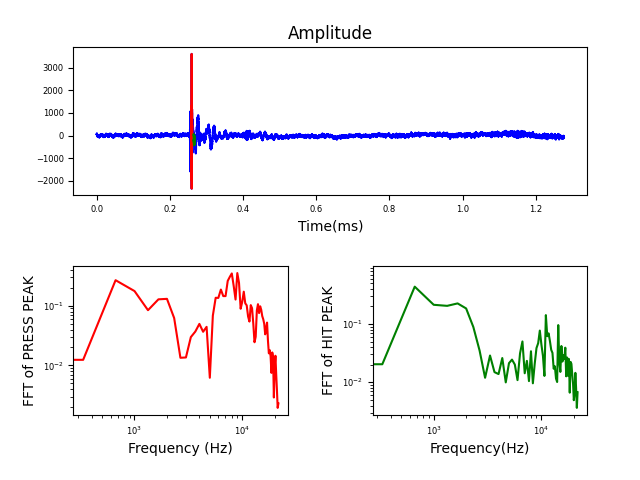 Amplitude
3000
2000
1000
0
−1000
−2000
0.0 0.2 0.4 0.6 0.8 1.0 1.2
Time(ms)
FFT of PRESS PEAK
10⁻¹
10⁻²
10³ 10⁴
Frequency (Hz)
FFT of HIT PEAK
10⁻¹
10⁻²
10³ 10⁴
Frequency(Hz)